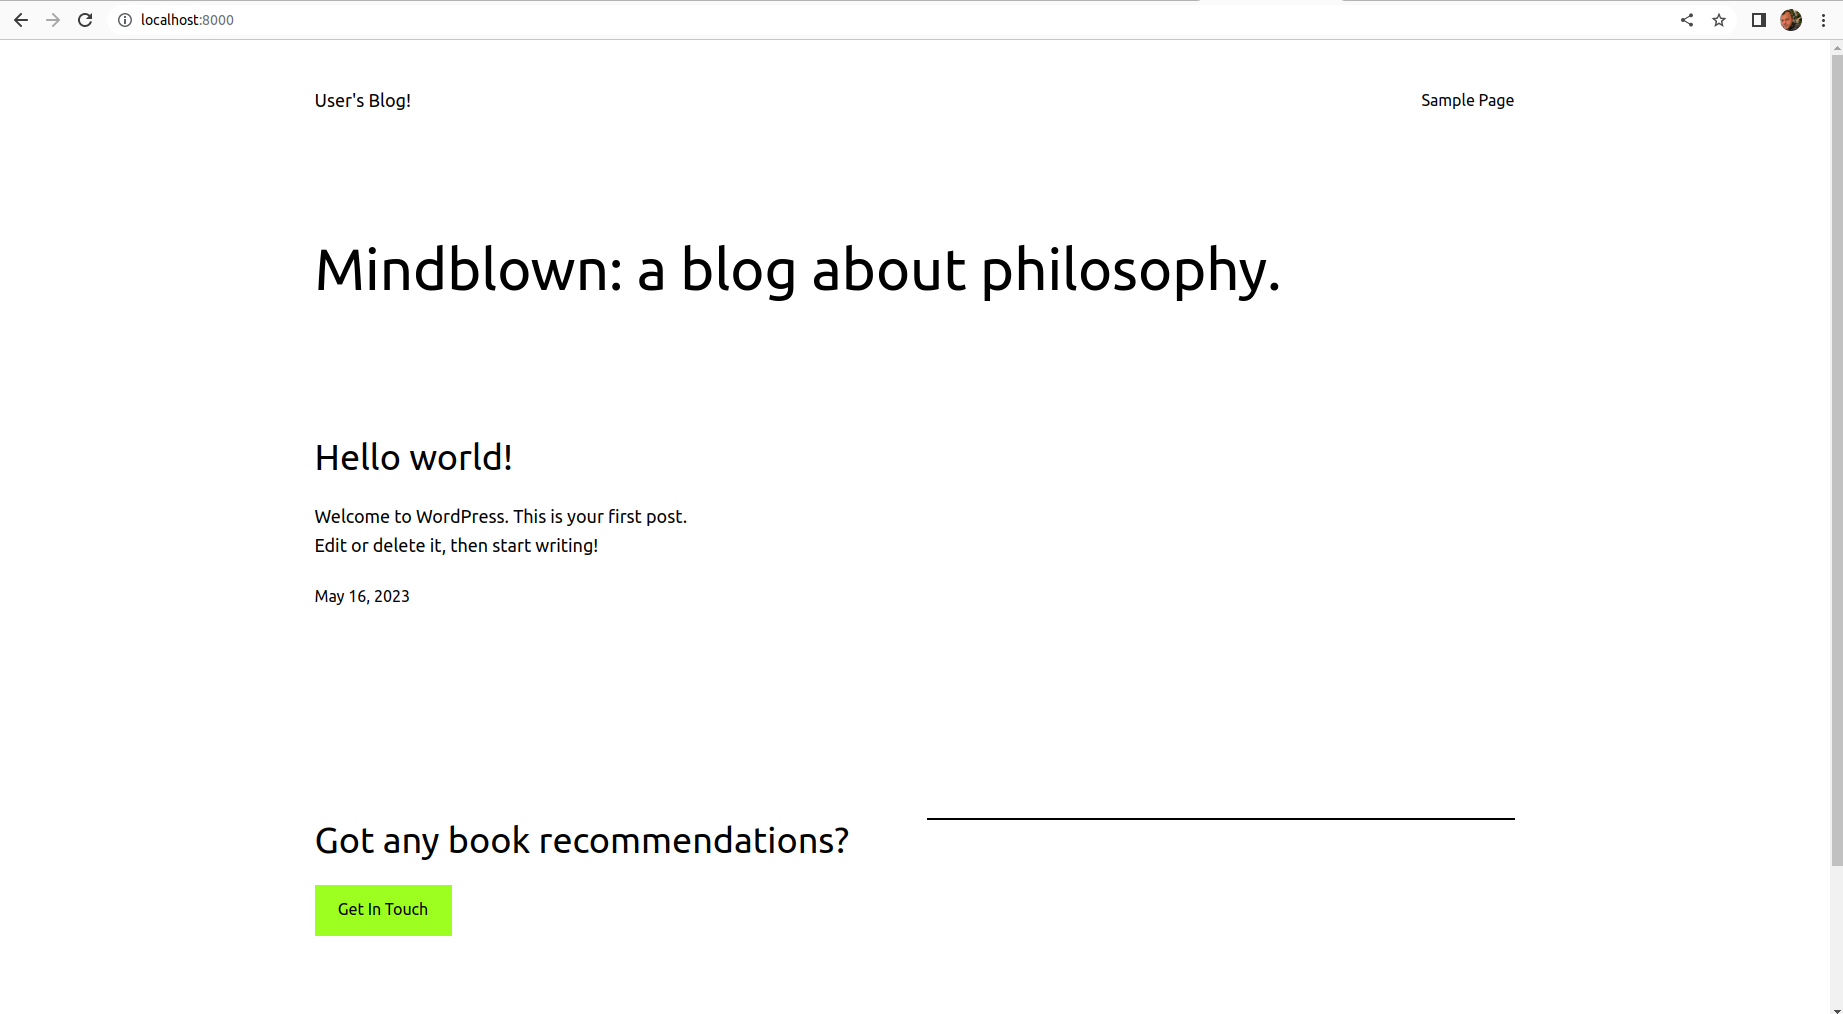 localhost:8000
User's Blog!
Sample Page
Mindblown: a blog about philosophy.
Hello world!
Welcome to WordPress. This is your first post.
Edit or delete it, then start writing!
May 16, 2023
Got any book recommendations?
Get In Touch